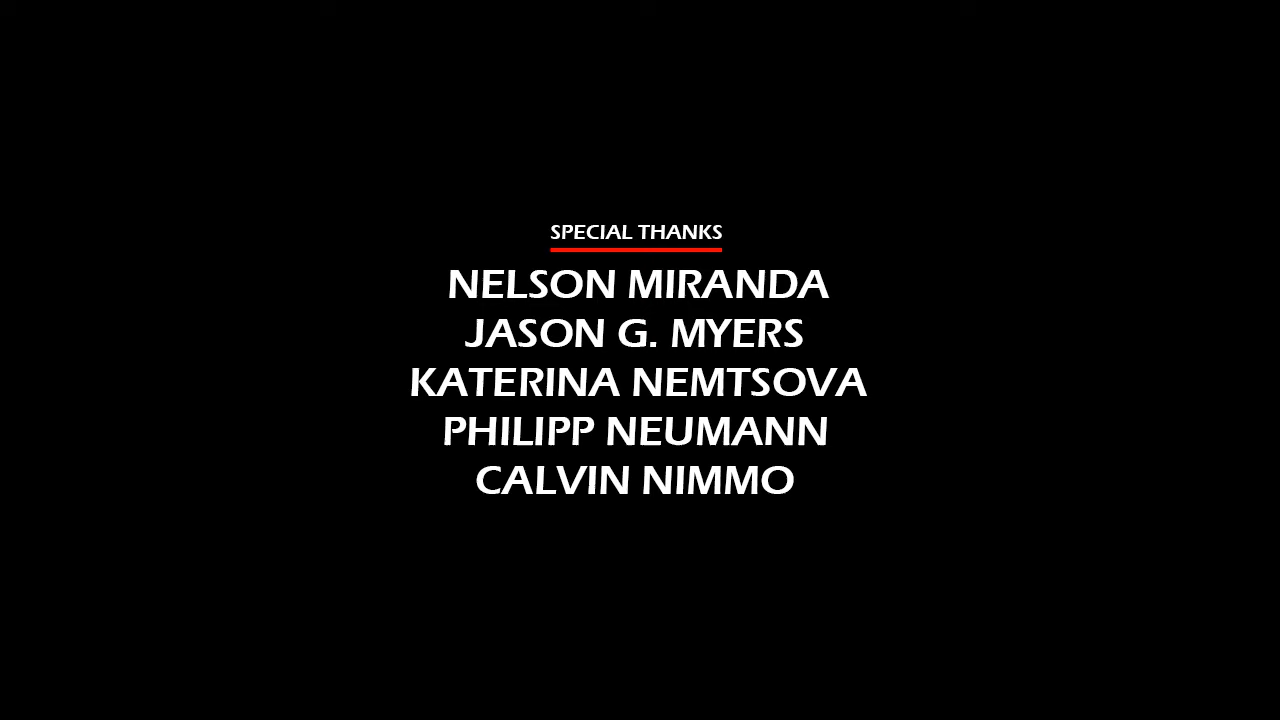 SPECIAL THANKS
NELSON MIRANDA
JASON G. MYERS
KATERINA NEMTSOVA
PHILIPP NEUMANN
CALVIN NIMMO